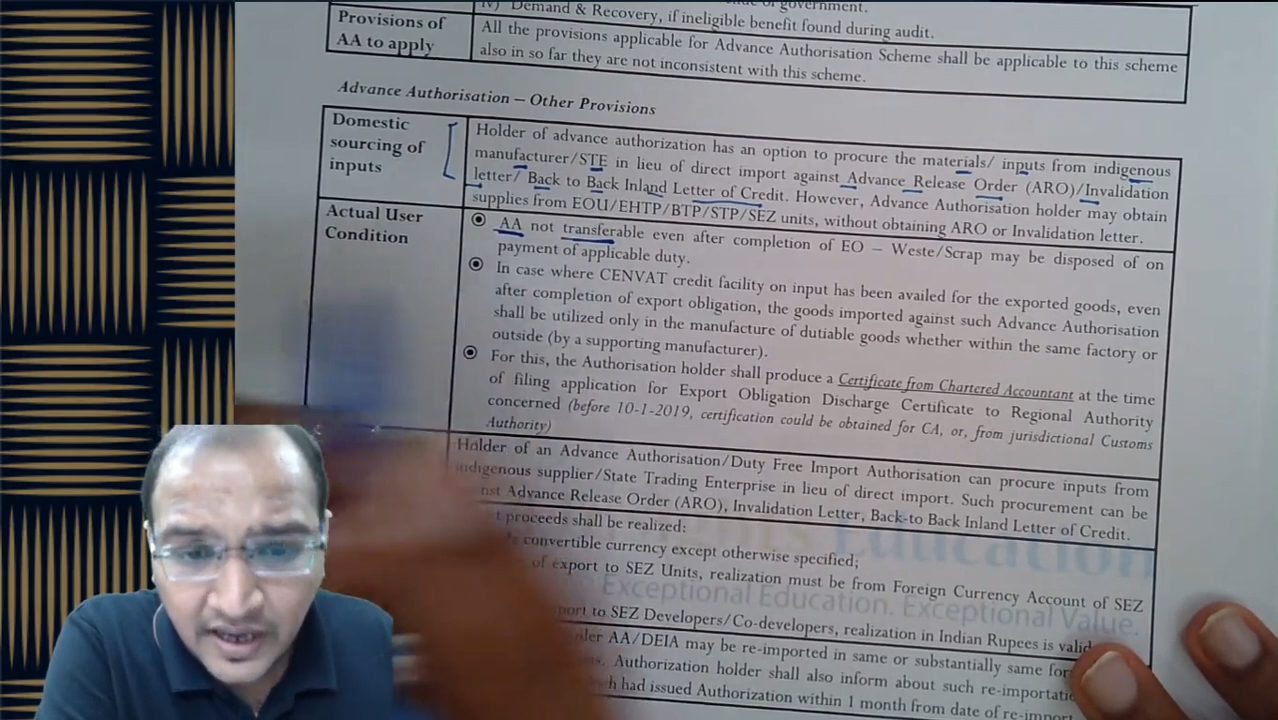 of government.
iv) Demand & Recovery, if ineligible benefit found during audit.
Provisions of
AA to apply
All the provisions applicable for Advance Authorisation Scheme shall be applicable to this scheme
also in so far they are not inconsistent with this scheme.
Advance Authorisation – Other Provisions
Domestic
sourcing of
inputs
Holder of advance authorization has an option to procure the materials/ inputs from indigenous
manufacturer/STE in lieu of direct import against Advance Release Order (ARO)/Invalidation
letter/ Back to Back Inland Letter of Credit. However, Advance Authorisation holder may obtain
supplies from EOU/EHTP/BTP/STP/SEZ units, without obtaining ARO or Invalidation letter.
Actual User
Condition
AA not transferable even after completion of EO – Weste/Scrap may be disposed of on
payment of applicable duty.
In case where CENVAT credit facility on input has been availed for the exported goods, even
after completion of export obligation, the goods imported against such Advance Authorisation
shall be utilized only in the manufacture of dutiable goods whether within the same factory or
outside (by a supporting manufacturer).
For this, the Authorisation holder shall produce a Certificate from Chartered Accountant at the time
of filing application for Export Obligation Discharge Certificate to Regional Authority
concerned (before 10-1-2019, certification could be obtained for CA, or, from jurisdictional Customs
Authority)
Holder of an Advance Authorisation/Duty Free Import Authorisation can procure inputs from
indigenous supplier/State Trading Enterprise in lieu of direct import. Such procurement can be
Advance Release Order (ARO), Invalidation Letter, Back-to Back Inland Letter of Credit.
proceeds shall be realized:
convertible currency except otherwise specified;
of export to SEZ Units, realization must be from Foreign Currency Account of SEZ
to SEZ Developers/Co-developers, realization in Indian Rupees is valid
AA/DEIA may be re-imported in same or substantially same
Authorization holder shall also inform about such
had issued Authorization within 1 month from date of
Education
Exceptional Education. Exceptional Value.